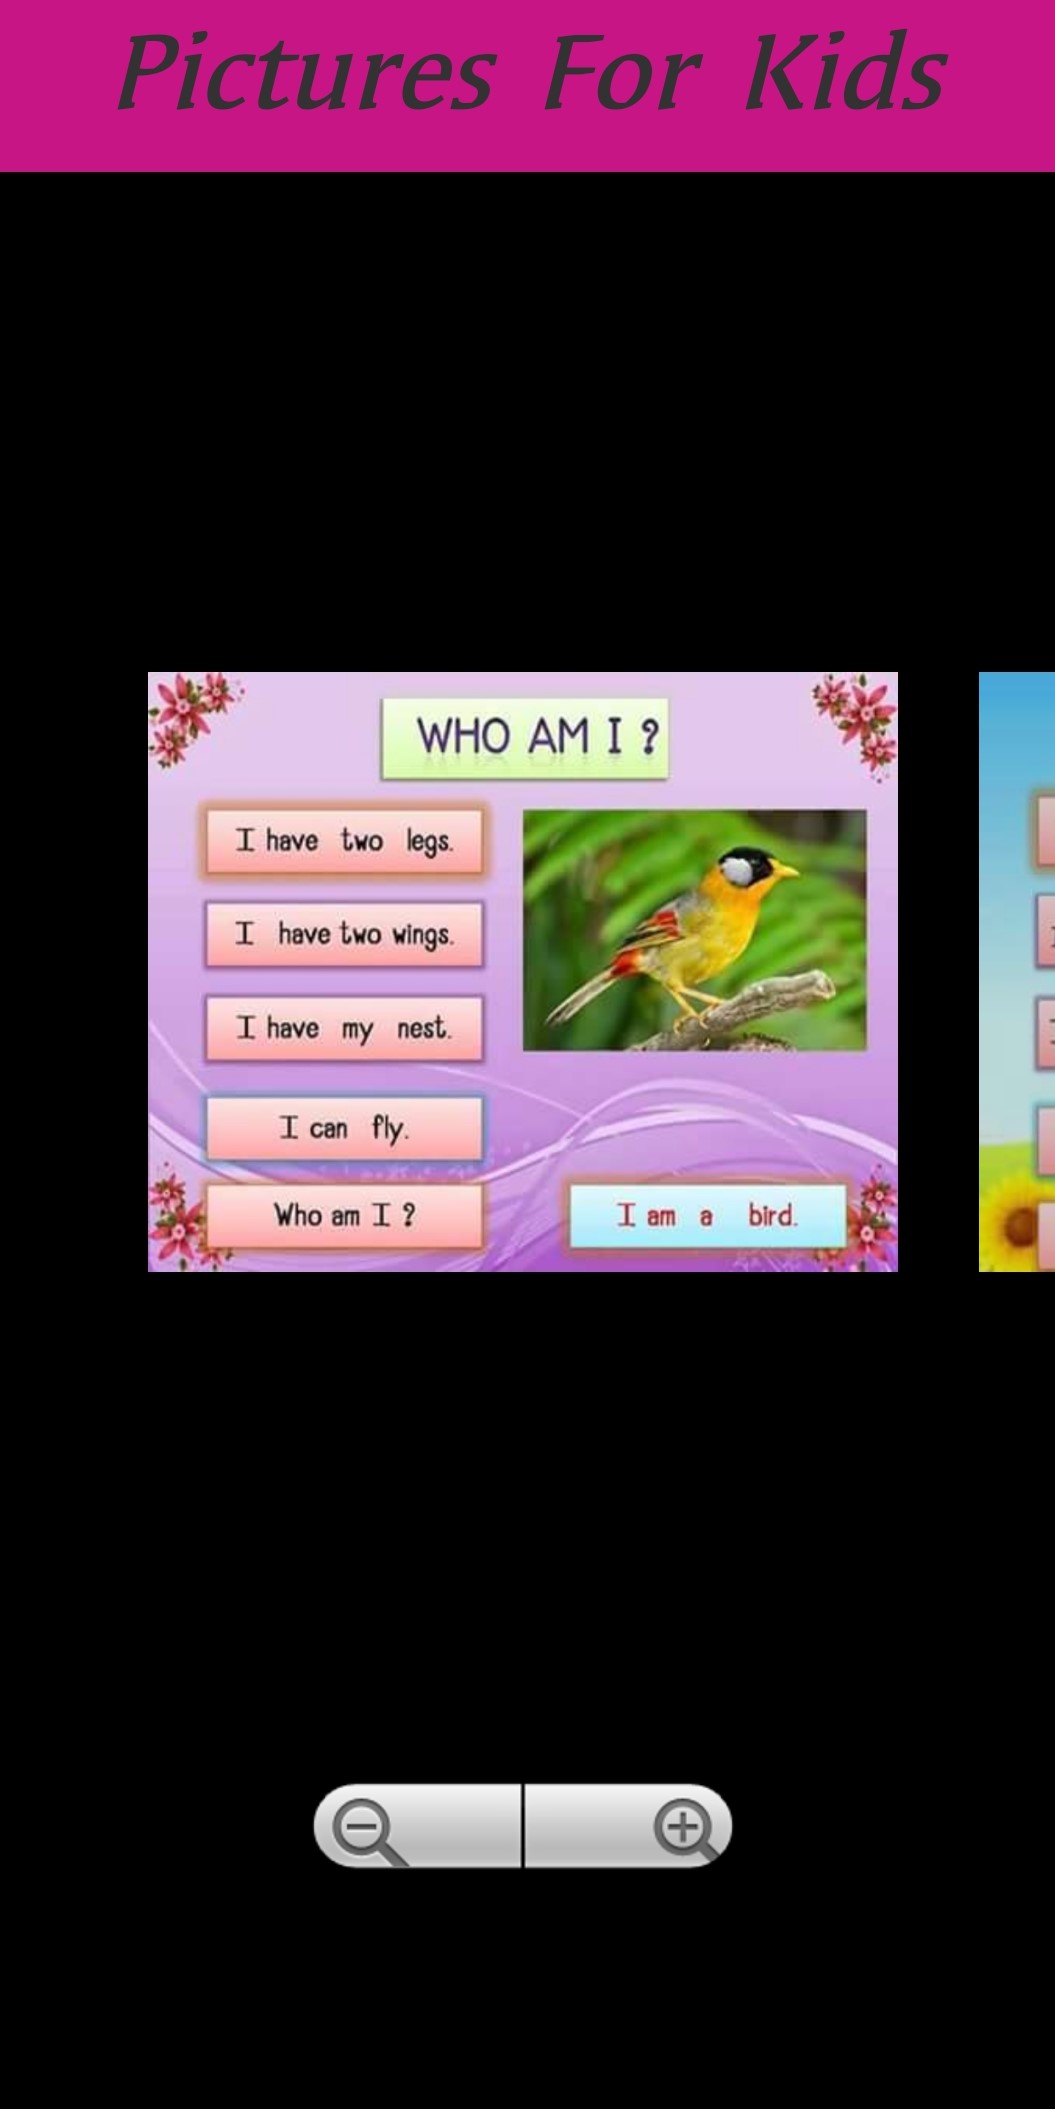 Pictures For Kids
WHO AM I ?
I have two legs.
I have two wings.
I have my nest.
I can fly.
Who am I ?
I am a bird.